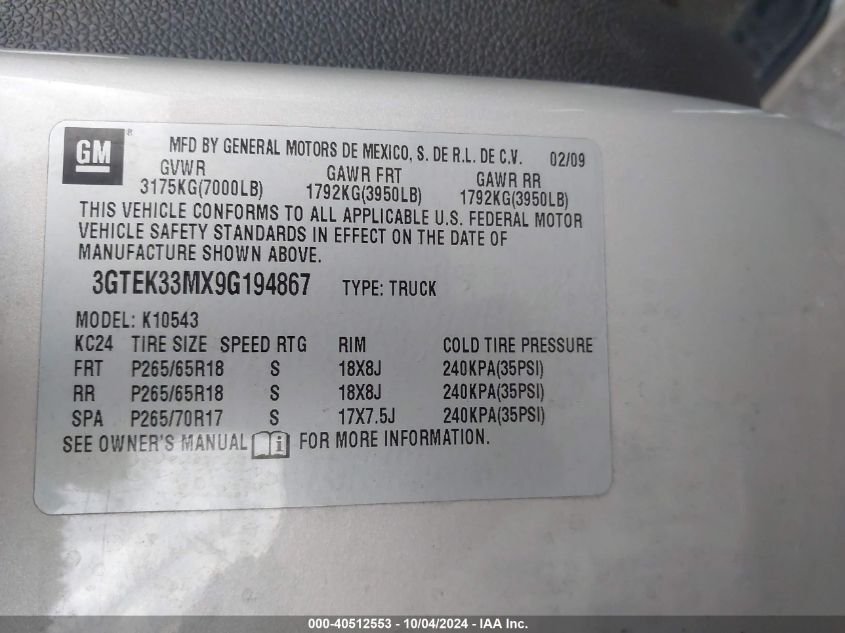 GM ® MFD BY GENERAL MOTORS DE MEXICO, S. DE R.L. DE C.V. 02/09
GVWR GAWR FRT GAWR RR
3175KG(7000LB) 1792KG(3950LB) 1792KG(3950LB)
THIS VEHICLE CONFORMS TO ALL APPLICABLE U.S. FEDERAL MOTOR
VEHICLE SAFETY STANDARDS IN EFFECT ON THE DATE OF
MANUFACTURE SHOWN ABOVE.
3GTEK33MX9G194867 TYPE: TRUCK
MODEL: K10543
KC24 TIRE SIZE SPEED RTG RIM COLD TIRE PRESSURE
FRT P265/65R18 S 18X8J 240KPA(35PSI)
RR P265/65R18 S 18X8J 240KPA(35PSI)
SPA P265/70R17 S 17X7.5J 240KPA(35PSI)
SEE OWNER'S MANUAL i FOR MORE INFORMATION.
000-40512553 - 10/04/2024 - IAA Inc.